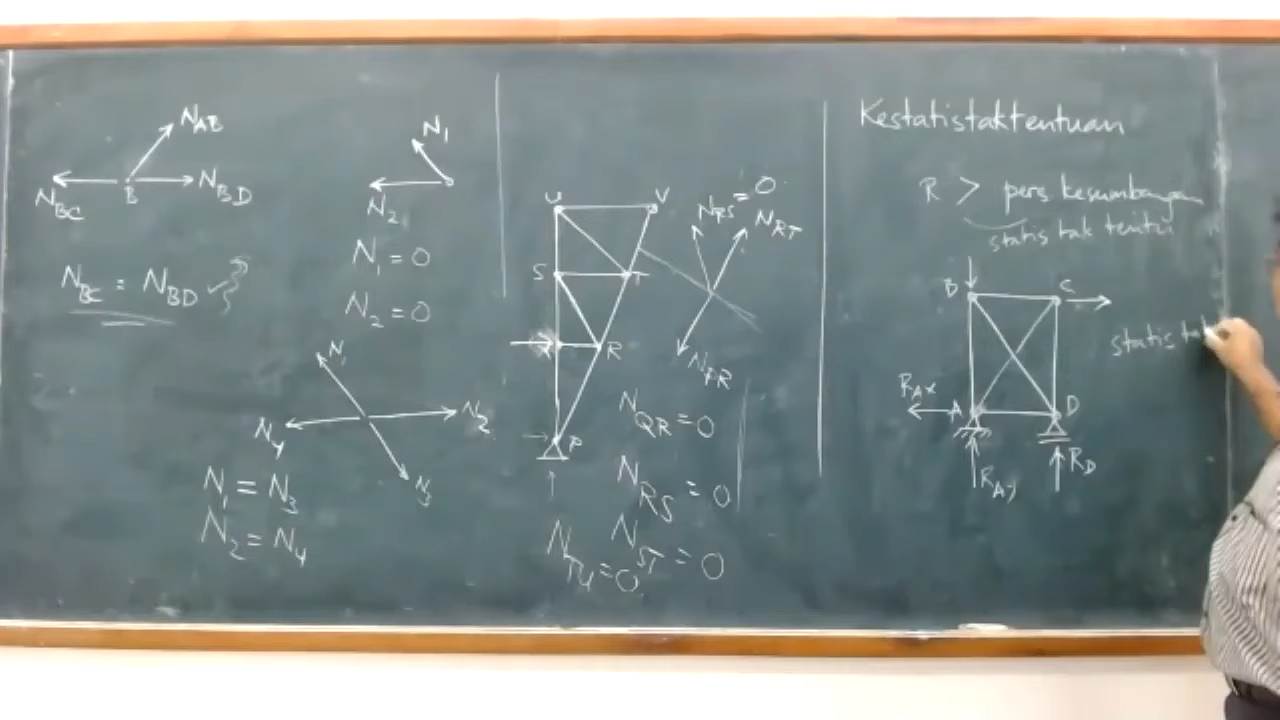 N_AB
N_BC
B
N_BD
N_BC = N_BD ✓
N_1
N_2
N_1 = 0
N_2 = 0
N_1
N_2
N_4
N_3
N_1 = N_3
N_2 = N_4
U
V
S
T
R
P
N_RS = 0
N_RT
N_PR
N_QR = 0
N_RS = 0
N_ST = 0
N_TU = 0
Kestatistaktentuan
R > pers kesumbangan
statis tak tentu
B
C
statis tak
R_Ax
A
D
R_Ay
R_D